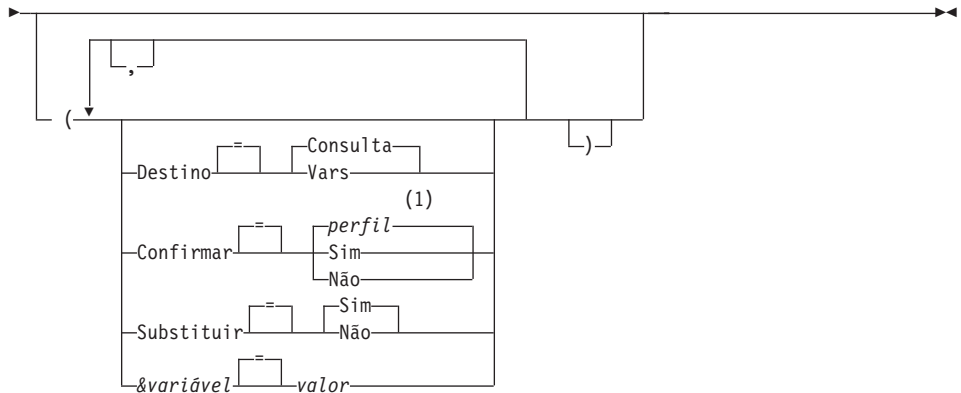 ,
(
)
=
Consulta
Destino
Vars
(1)
=
perfil
Confirmar
Sim
Não
=
Sim
Substituir
Não
=
&variável
valor